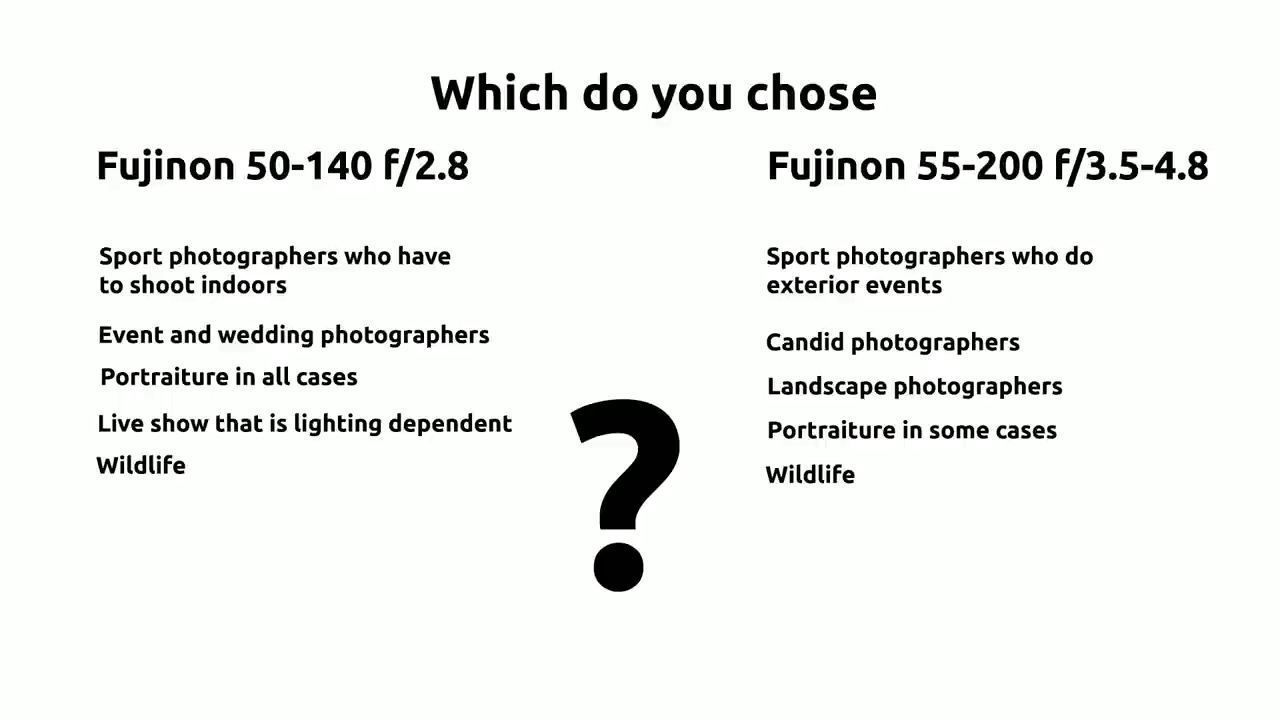 Which do you chose
Fujinon 50-140 f/2.8
Sport photographers who have
to shoot indoors
Event and wedding photographers
Portraiture in all cases
Live show that is lighting dependent
Wildlife
?
Fujinon 55-200 f/3.5-4.8
Sport photographers who do
exterior events
Candid photographers
Landscape photographers
Portraiture in some cases
Wildlife